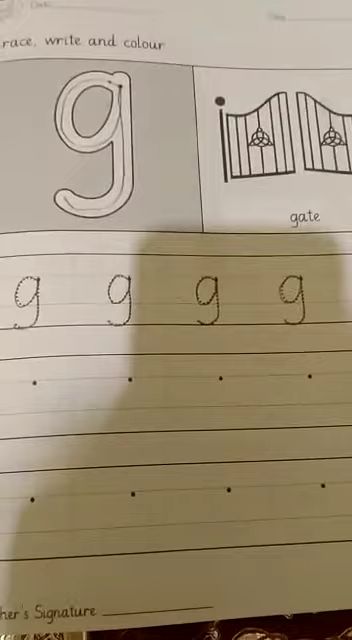 race, write and colour
g
gate
g g g g
her's Signature